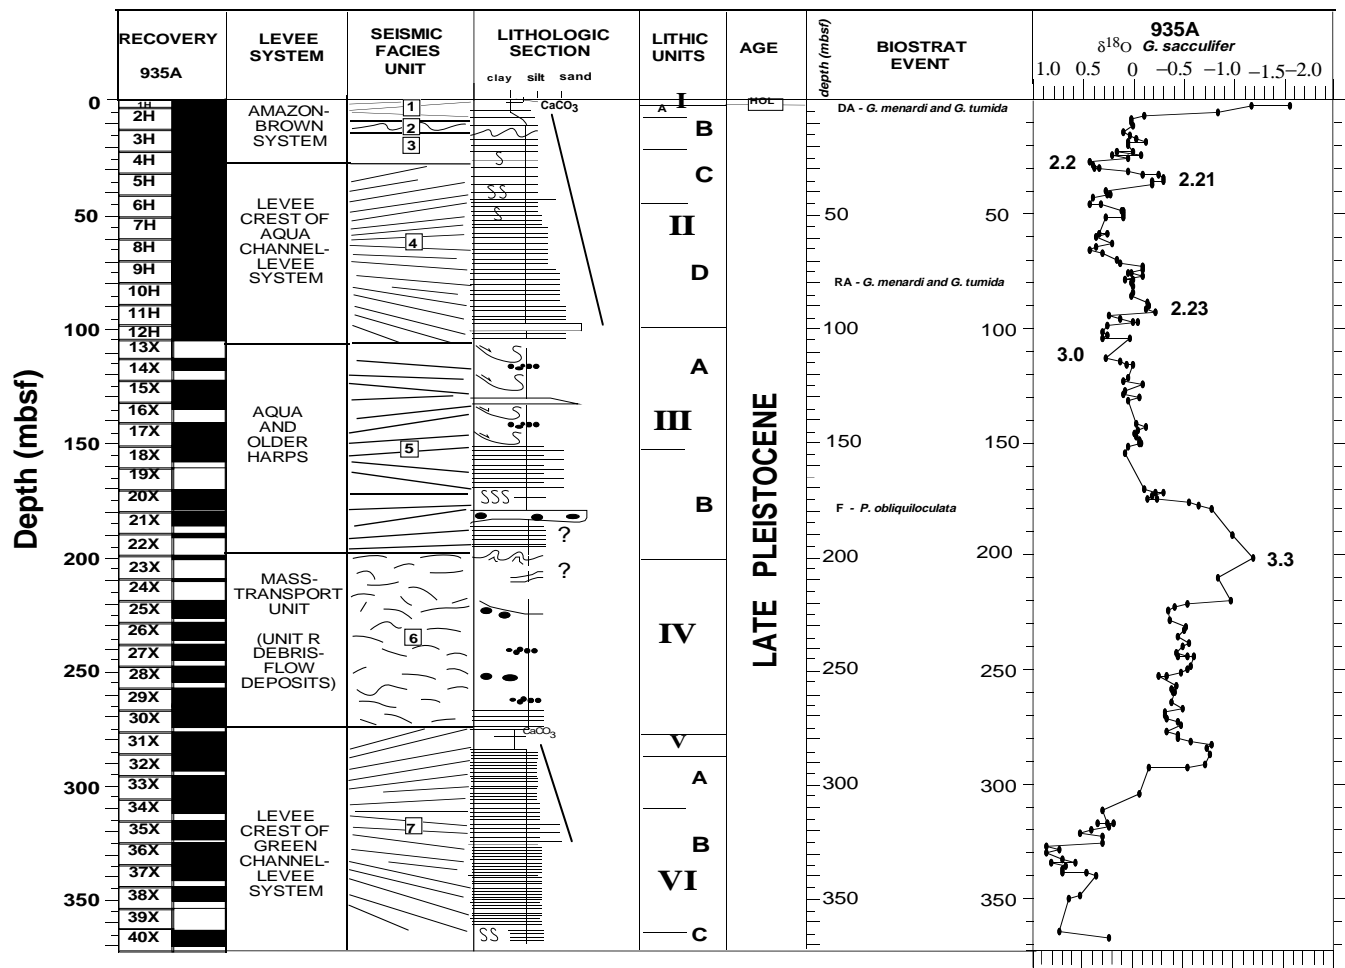 RECOVERY
935A
LEVEE
SYSTEM
SEISMIC
FACIES
UNIT
LITHOLOGIC
SECTION
clay silt sand
LITHIC
UNITS
AGE
depth (mbsf)
BIOSTRAT
EVENT
935A
δ18O G. sacculifer
1.0 0.5 0 −0.5 −1.0 −1.5 −2.0
Depth (mbsf)
0
50
100
150
200
250
300
350
1H
2H
3H
4H
5H
6H
7H
8H
9H
10H
11H
12H
13X
14X
15X
16X
17X
18X
19X
20X
21X
22X
23X
24X
25X
26X
27X
28X
29X
30X
31X
32X
33X
34X
35X
36X
37X
38X
39X
40X
AMAZON-
BROWN
SYSTEM
LEVEE
CREST OF
AQUA
CHANNEL-
LEVEE
SYSTEM
AQUA
AND
OLDER
HARPS
MASS-
TRANSPORT
UNIT
(UNIT R
DEBRIS-
FLOW
DEPOSITS)
LEVEE
CREST OF
GREEN
CHANNEL-
LEVEE
SYSTEM
1
2
3
4
5
6
7
CaCO3
?
?
CaCO3
I
A
B
C
II
D
A
III
B
IV
V
A
B
VI
C
HOL
LATE PLEISTOCENE
DA - G. menardi and G. tumida
50
RA - G. menardi and G. tumida
100
150
F - P. obliquiloculata
200
250
300
350
2.2
2.21
50
2.23
100
3.0
150
200
3.3
250
300
350